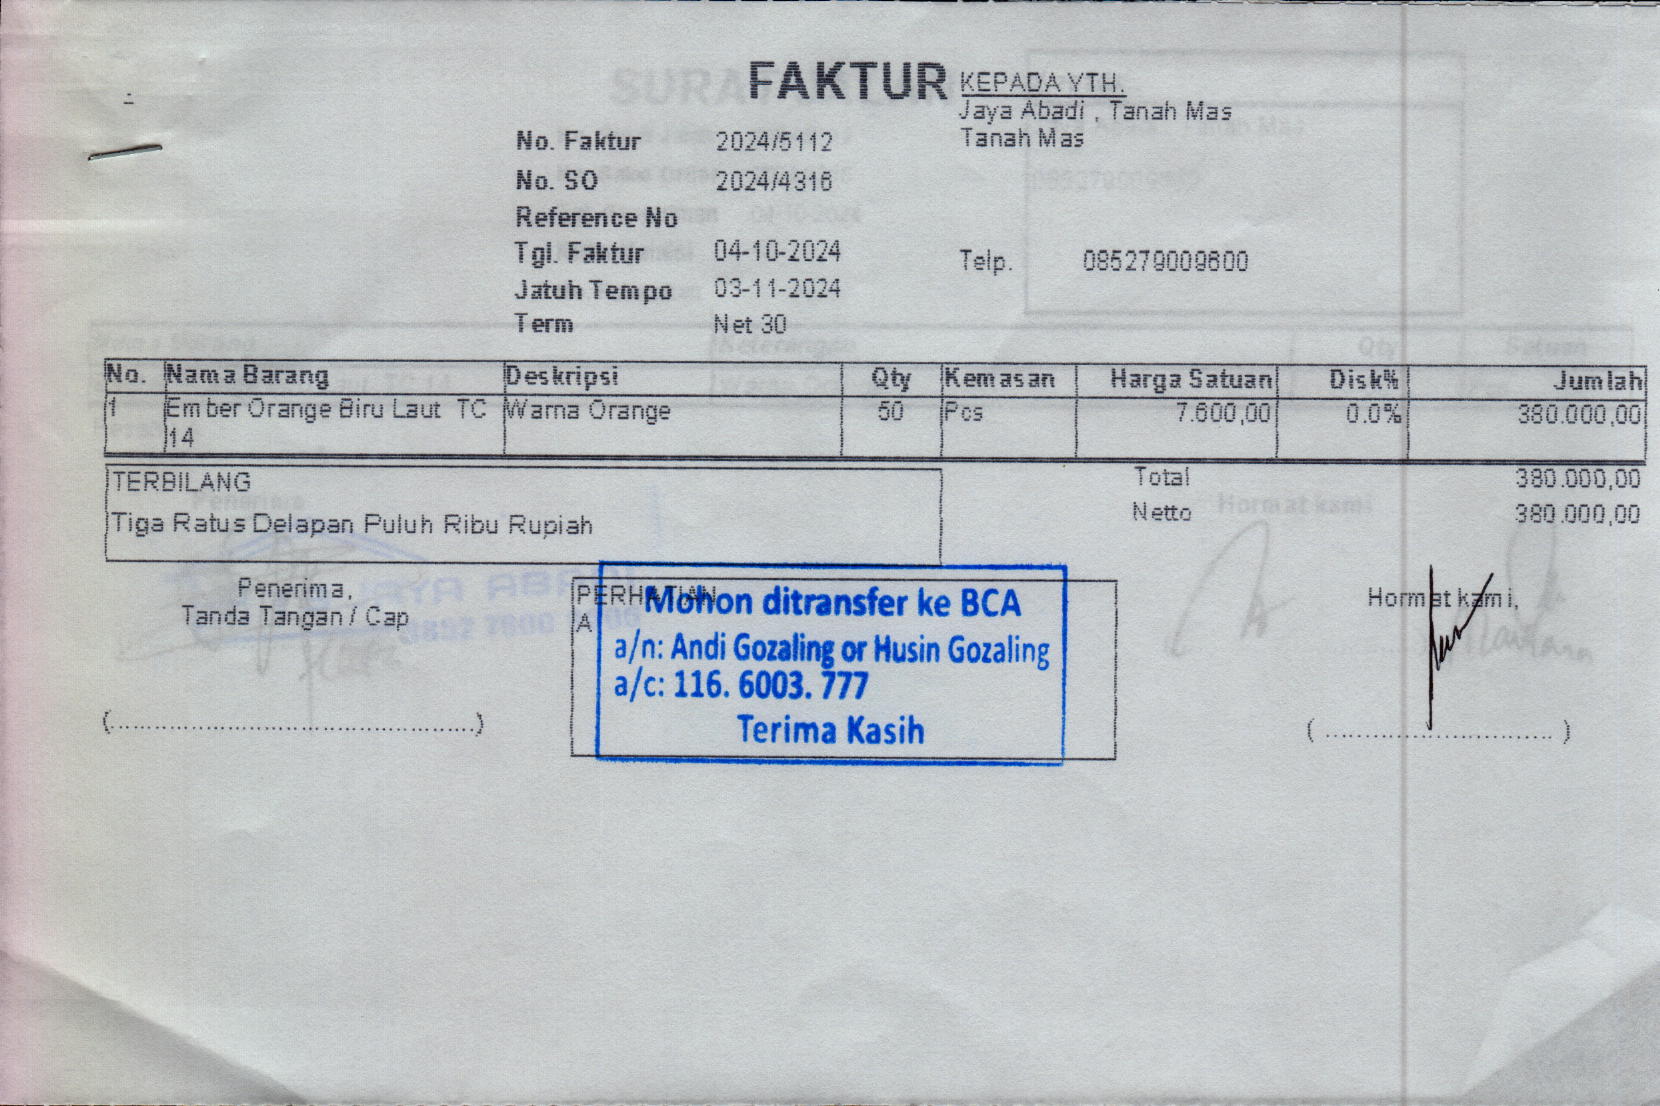 FAKTUR
KEPADA YTH.
Jaya Abadi , Tanah Mas
Tanah Mas
No. Faktur 2024/5112
No. SO 2024/4316
Reference No
Tgl. Faktur 04-10-2024
Telp. 085279009600
Jatuh Tempo 03-11-2024
Term Net 30
No. Nama Barang Deskripsi Qty Kemasan Harga Satuan Disk% Jumlah
1 Ember Orange Biru Laut TC Warna Orange 50 Pcs 7.600,00 0.0% 380.000,00
14
TERBILANG
Tiga Ratus Delapan Puluh Ribu Rupiah
Total 380.000,00
Netto 380.000,00
Penerima,
Tanda Tangan / Cap
PERHATIAN
A
Mohon ditransfer ke BCA
a/n: Andi Gozaling or Husin Gozaling
a/c: 116. 6003. 777
Terima Kasih
Hormat kami,
(...............................................)
( ............................. )